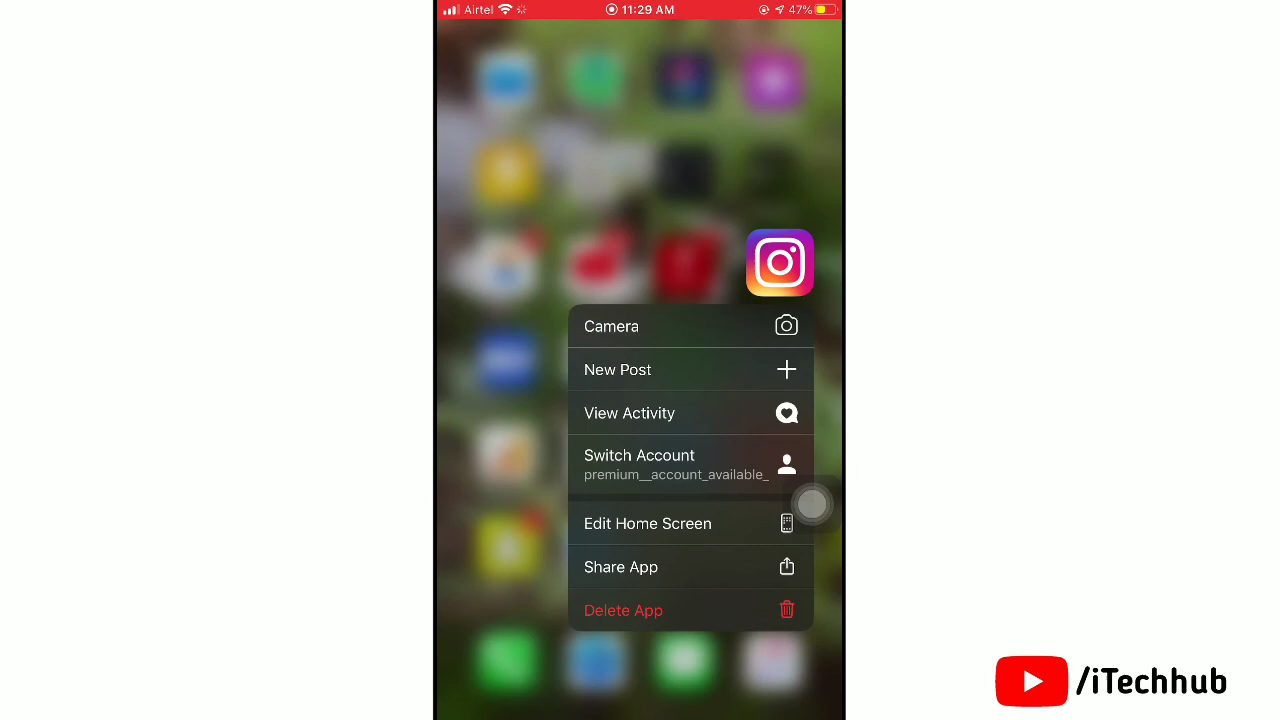 Airtel 11:29 AM 47%
Camera
New Post
View Activity
Switch Account
premium__account_available_
Edit Home Screen
Share App
Delete App
/iTechhub